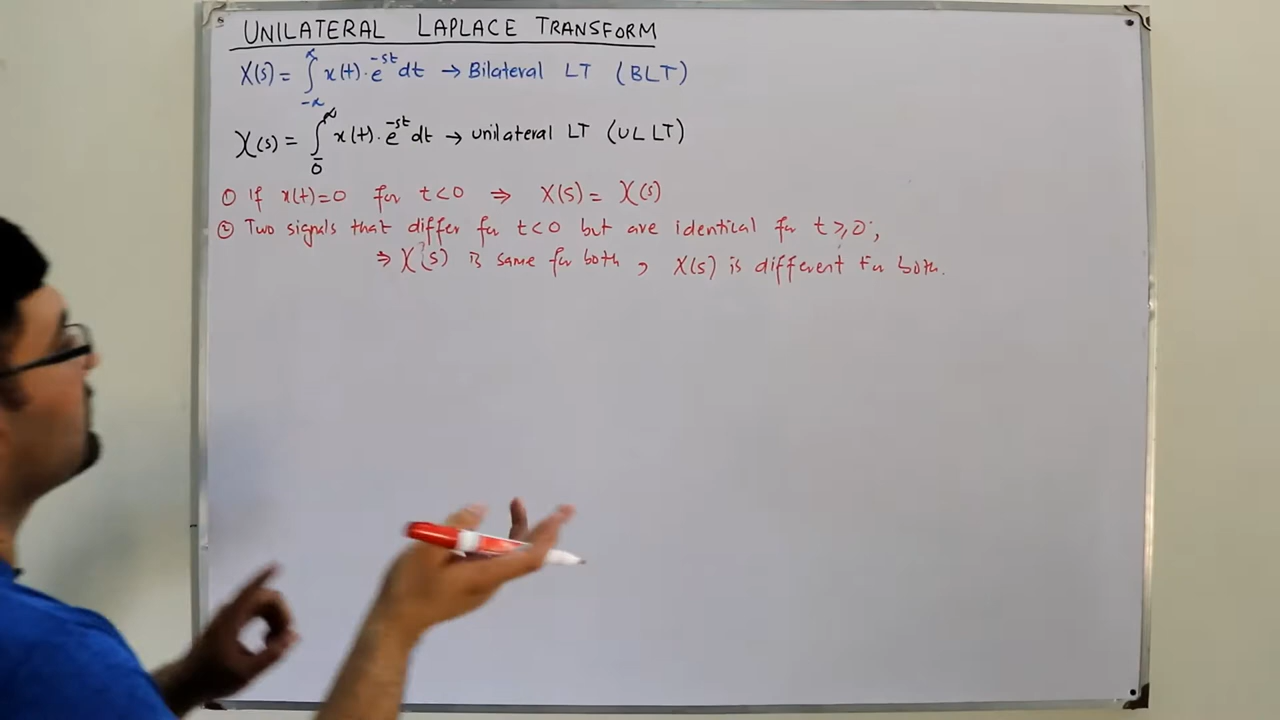 UNILATERAL LAPLACE TRANSFORM
X(s) = ∫_{-∞}^{∞} x(t)·e^{-st} dt → Bilateral LT (BLT)
𝒳(s) = ∫_{0⁻}^{∞} x(t)·e^{-st} dt → unilateral LT (ULLT)
① If x(t)=0 for t<0 ⇒ X(s) = 𝒳(s)
② Two signals that differ for t<0 but are identical for t≥0⁻,
⇒ 𝒳(s) is same for both, X(s) is different for both.